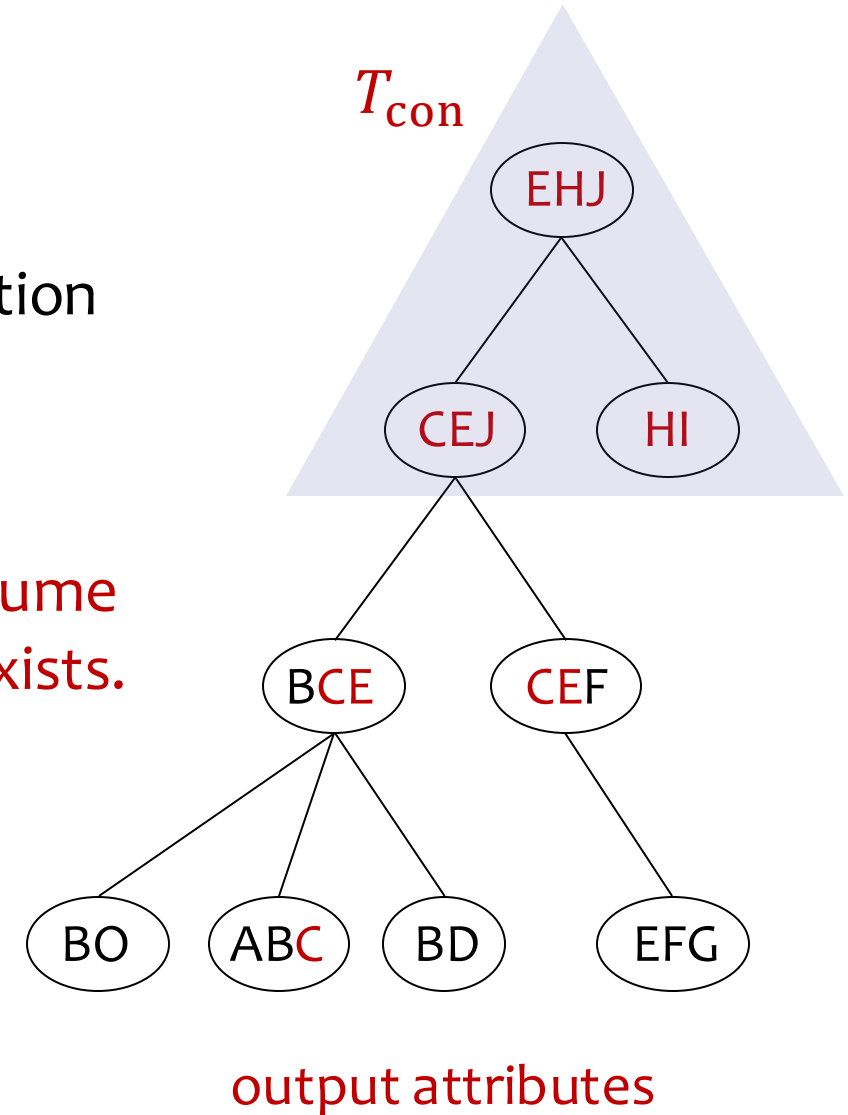 T_con
EHJ
tion
CEJ HI
ume
xists.
BCE CEF
BO ABC BD EFG
output attributes